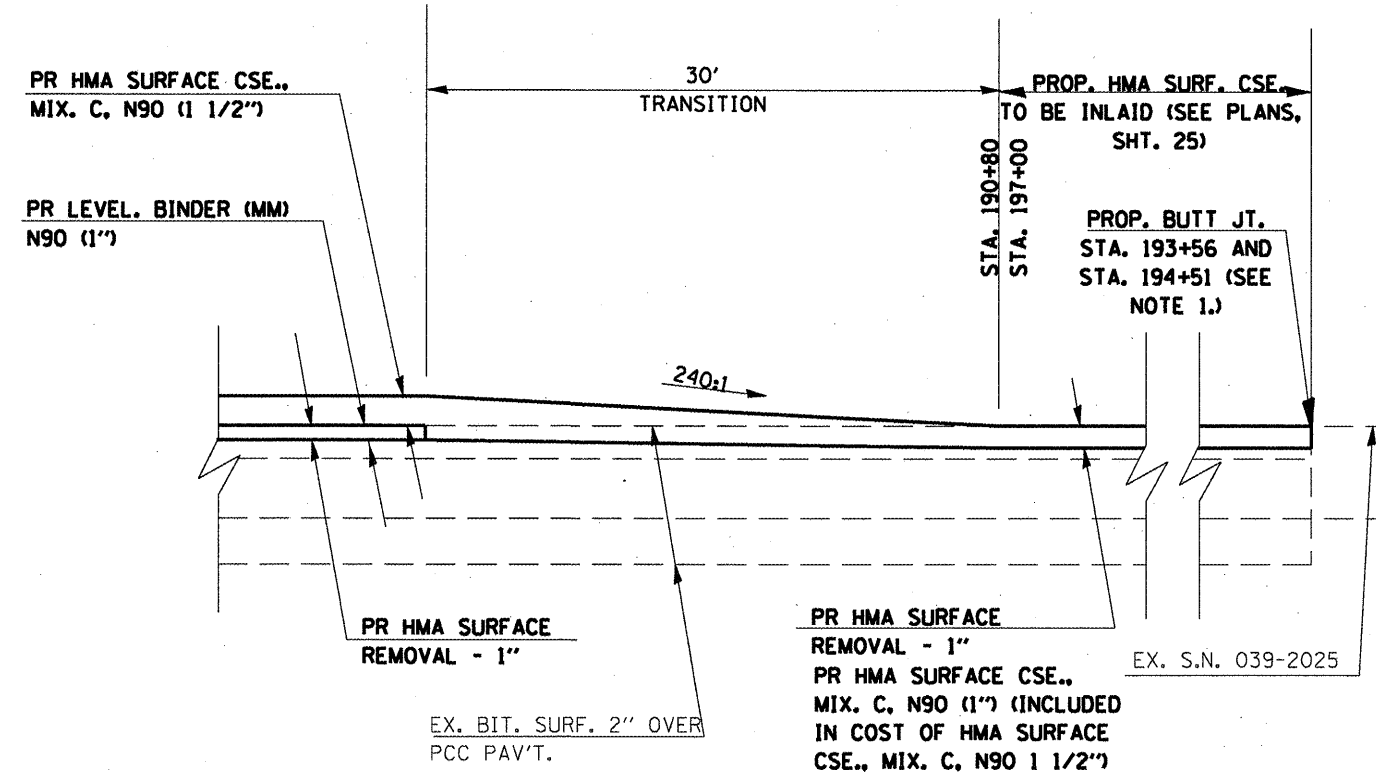 PR HMA SURFACE CSE.,
MIX. C, N90 (1 1/2")
30'
TRANSITION
PROP. HMA SURF. CSE.
TO BE INLAID (SEE PLANS,
SHT. 25)
PR LEVEL. BINDER (MM)
N90 (1")
STA. 190+80
STA. 197+00
PROP. BUTT JT.
STA. 193+56 AND
STA. 194+51 (SEE
NOTE 1.)
240:1
PR HMA SURFACE
REMOVAL - 1"
PR HMA SURFACE
REMOVAL - 1"
PR HMA SURFACE CSE.,
MIX. C, N90 (1") (INCLUDED
IN COST OF HMA SURFACE
CSE., MIX. C, N90 1 1/2")
EX. S.N. 039-2025
EX. BIT. SURF. 2" OVER
PCC PAV'T.